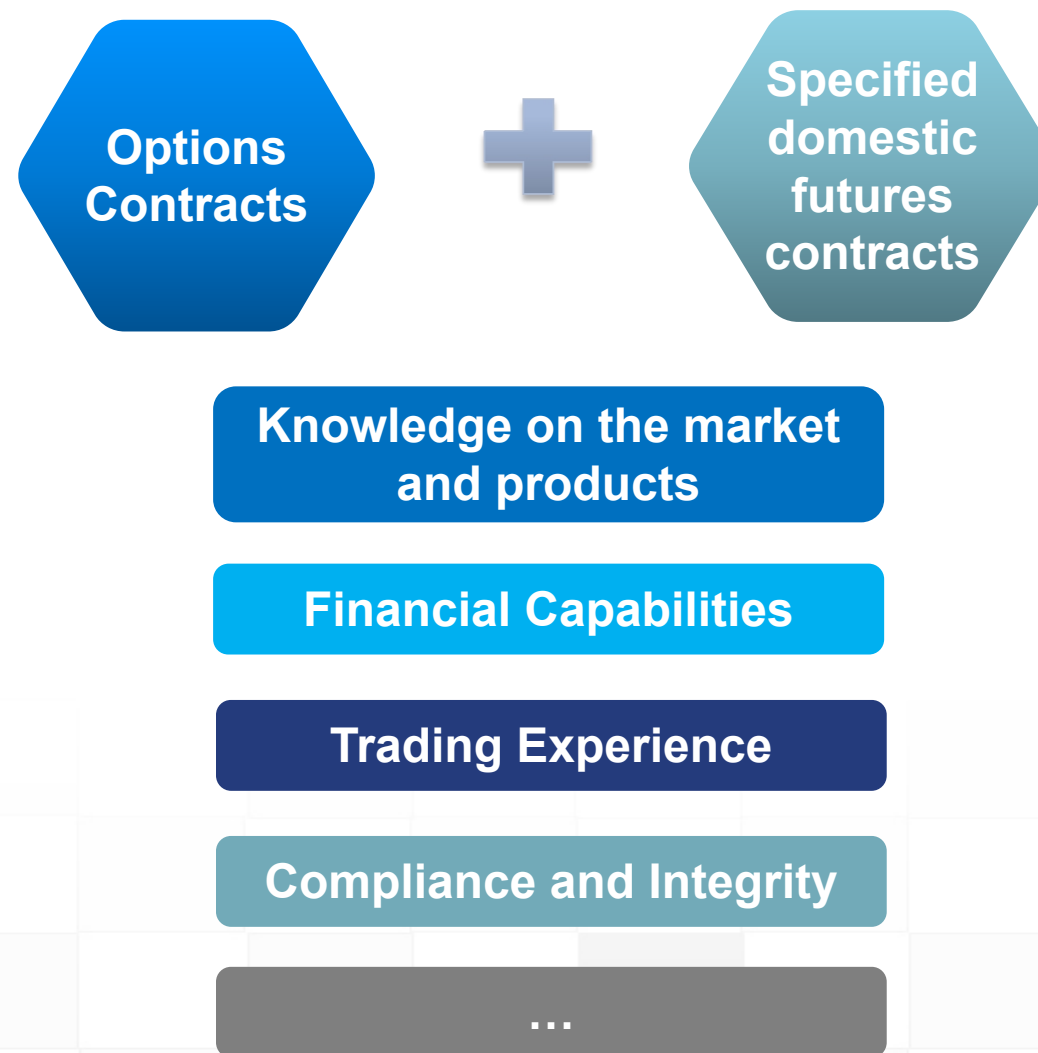 Options
Contracts
Specified
domestic
futures
contracts
Knowledge on the market
and products
Financial Capabilities
Trading Experience
Compliance and Integrity
...